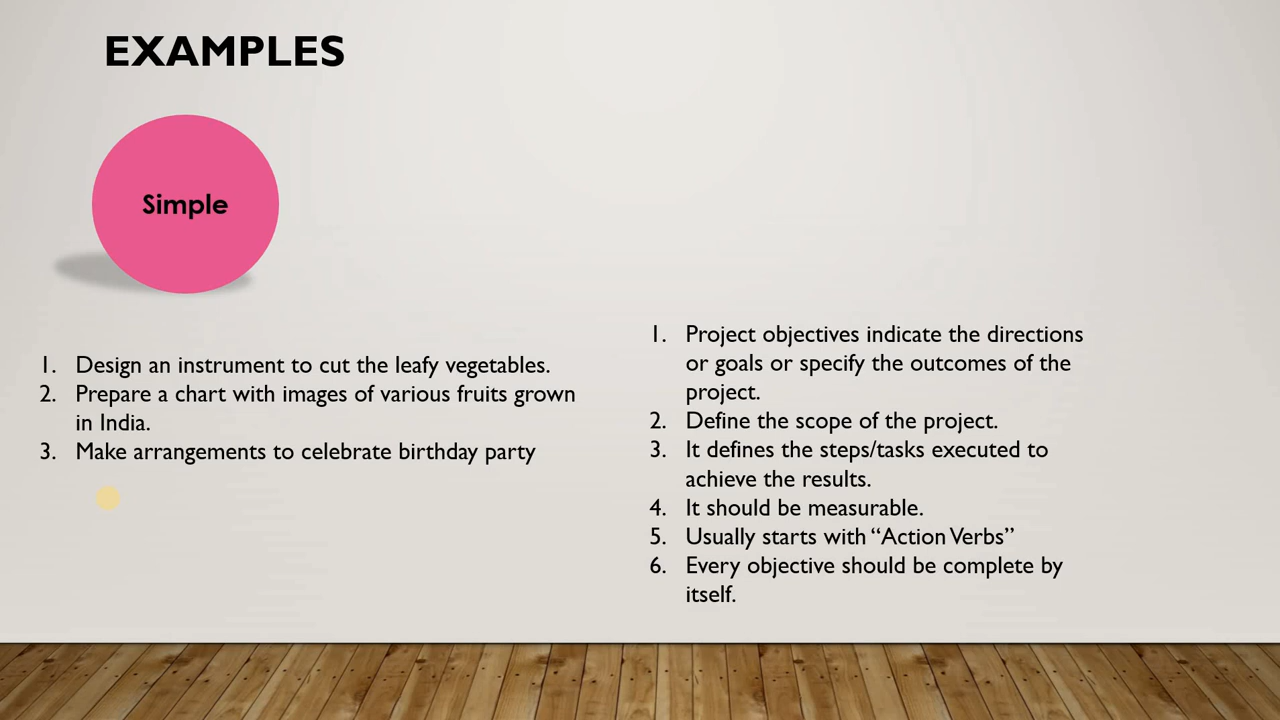 EXAMPLES
Simple
1. Design an instrument to cut the leafy vegetables.
2. Prepare a chart with images of various fruits grown
in India.
3. Make arrangements to celebrate birthday party
1. Project objectives indicate the directions
or goals or specify the outcomes of the
project.
2. Define the scope of the project.
3. It defines the steps/tasks executed to
achieve the results.
4. It should be measurable.
5. Usually starts with “Action Verbs”
6. Every objective should be complete by
itself.